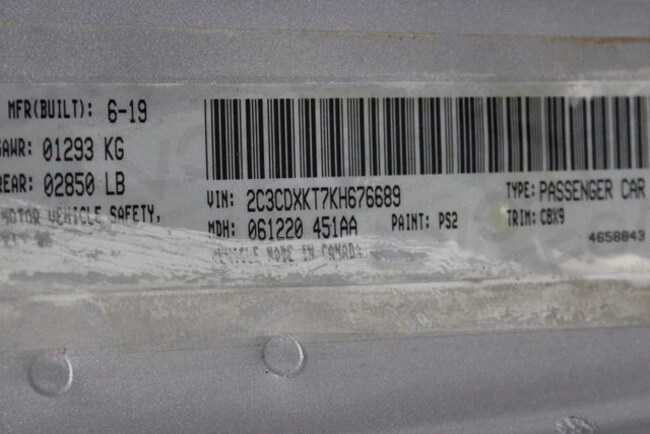 MFR(BUILT): 6-19
GAWR: 01293 KG
REAR: 02850 LB
MOTOR VEHICLE SAFETY,
VIN: 2C3CDXKT7KH676689 TYPE: PASSENGER CAR
MDH: 061220 451AA PAINT: PS2 TRIM: CBX9
VEHICLE MADE IN CANADA
4658843